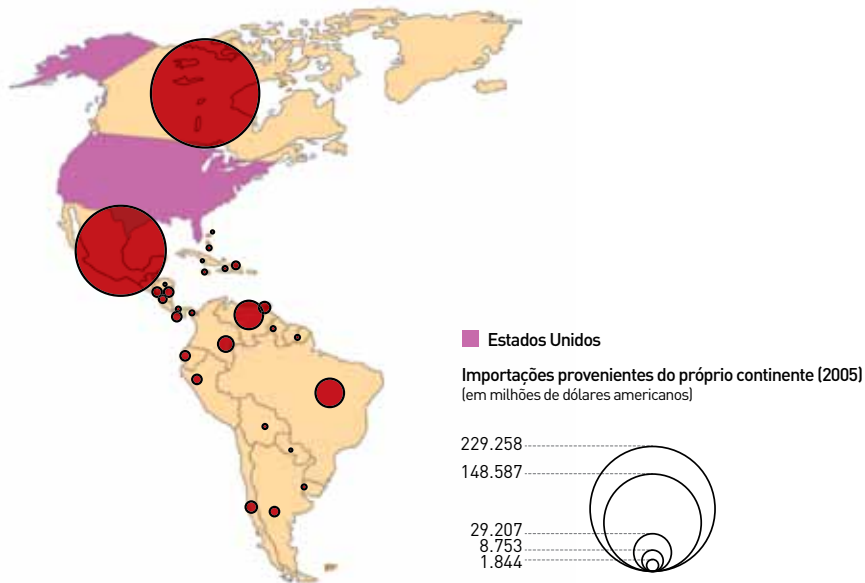 Estados Unidos
Importações provenientes do próprio continente (2005)
(em milhões de dólares americanos)
229.258
148.587
29.207
8.753
1.844